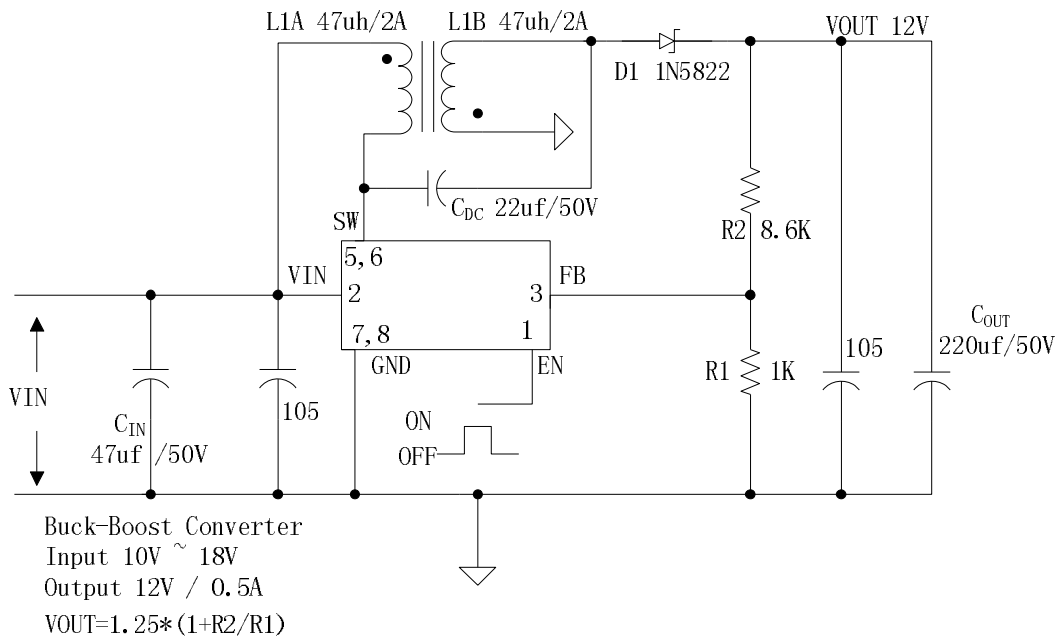 L1A 47uh/2A
L1B 47uh/2A
VOUT 12V
D1 1N5822
CDC 22uf/50V
SW
R2 8.6K
5,6
VIN
FB
2
3
COUT
7,8
1
220uf/50V
105
GND
EN
R1 1K
VIN
105
CIN
ON
47uf /50V
OFF
Buck-Boost Converter
Input 10V ~ 18V
Output 12V / 0.5A
VOUT=1.25*(1+R2/R1)